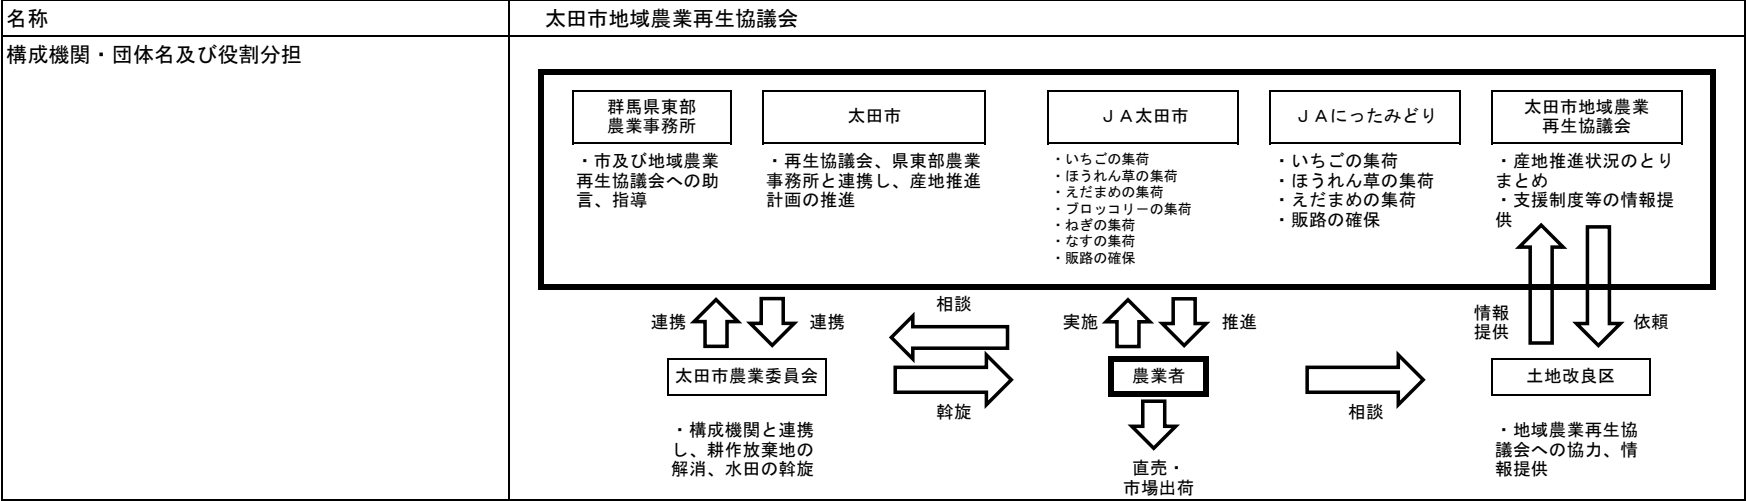 名称
太田市地域農業再生協議会
構成機関・団体名及び役割分担
群馬県東部
農業事務所
・市及び地域農業
再生協議会への助
言、指導
太田市
・再生協議会、県東部農業
事務所と連携し、産地推進
計画の推進
ＪＡ太田市
・いちごの集荷
・ほうれん草の集荷
・えだまめの集荷
・ブロッコリーの集荷
・ねぎの集荷
・なすの集荷
・販路の確保
ＪＡにったみどり
・いちごの集荷
・ほうれん草の集荷
・えだまめの集荷
・販路の確保
太田市地域農業
再生協議会
・産地推進状況のとり
まとめ
・支援制度等の情報提
供
連携
連携
相談
実施
推進
情報
提供
依頼
太田市農業委員会
斡旋
農業者
相談
土地改良区
・構成機関と連携
し、耕作放棄地の
解消、水田の斡旋
直売・
市場出荷
・地域農業再生協
議会への協力、情
報提供